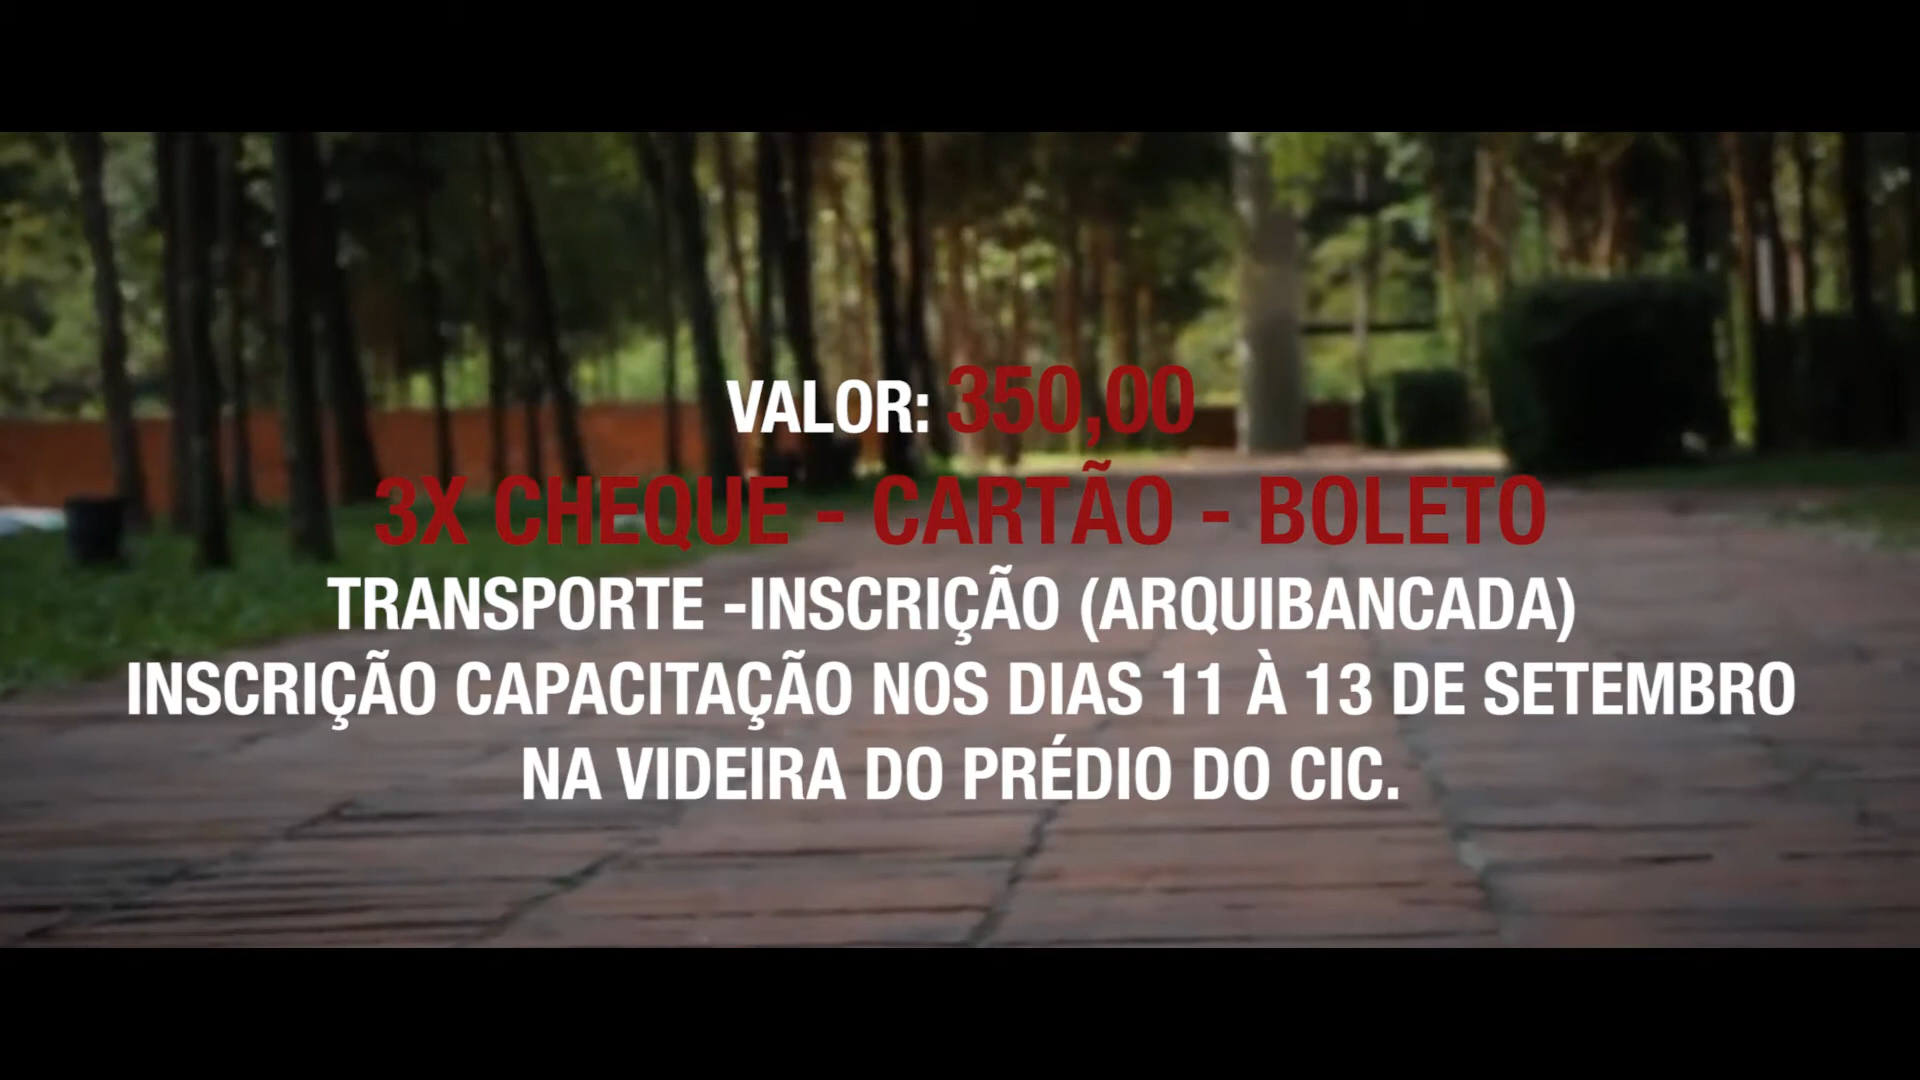 VALOR: 350,00
3X CHEQUE - CARTÃO - BOLETO
TRANSPORTE -INSCRIÇÃO (ARQUIBANCADA)
INSCRIÇÃO CAPACITAÇÃO NOS DIAS 11 À 13 DE SETEMBRO
NA VIDEIRA DO PRÉDIO DO CIC.